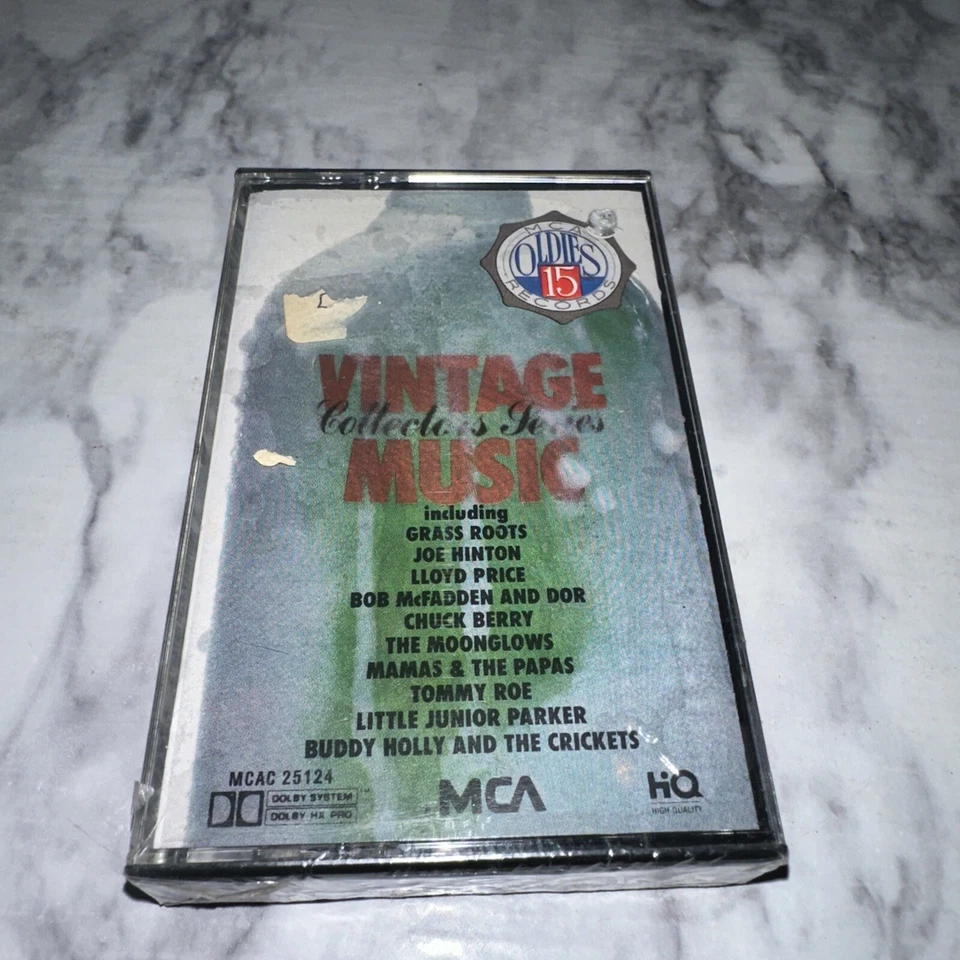 MCA
OLDIES
15
RECORDS
L
VINTAGE
Collectors Series
MUSIC
including
GRASS ROOTS
JOE HINTON
LLOYD PRICE
BOB McFADDEN AND DOR
CHUCK BERRY
THE MOONGLOWS
MAMAS & THE PAPAS
TOMMY ROE
LITTLE JUNIOR PARKER
BUDDY HOLLY AND THE CRICKETS
MCAC 25124
DOLBY SYSTEM™
DOLBY HX PRO
MCA
HiQ
HIGH QUALITY